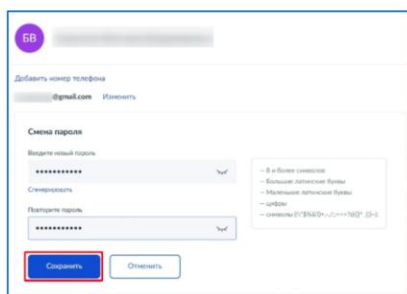 БВ
Добавить номер телефона
@gmail.com Изменить
Смена пароля
Введите новый пароль
Сгенерировать
Повторите пароль
Сохранить Отменить
– 8 и более символов
– Большие латинские буквы
– Маленькие латинские буквы
– цифры
– символы